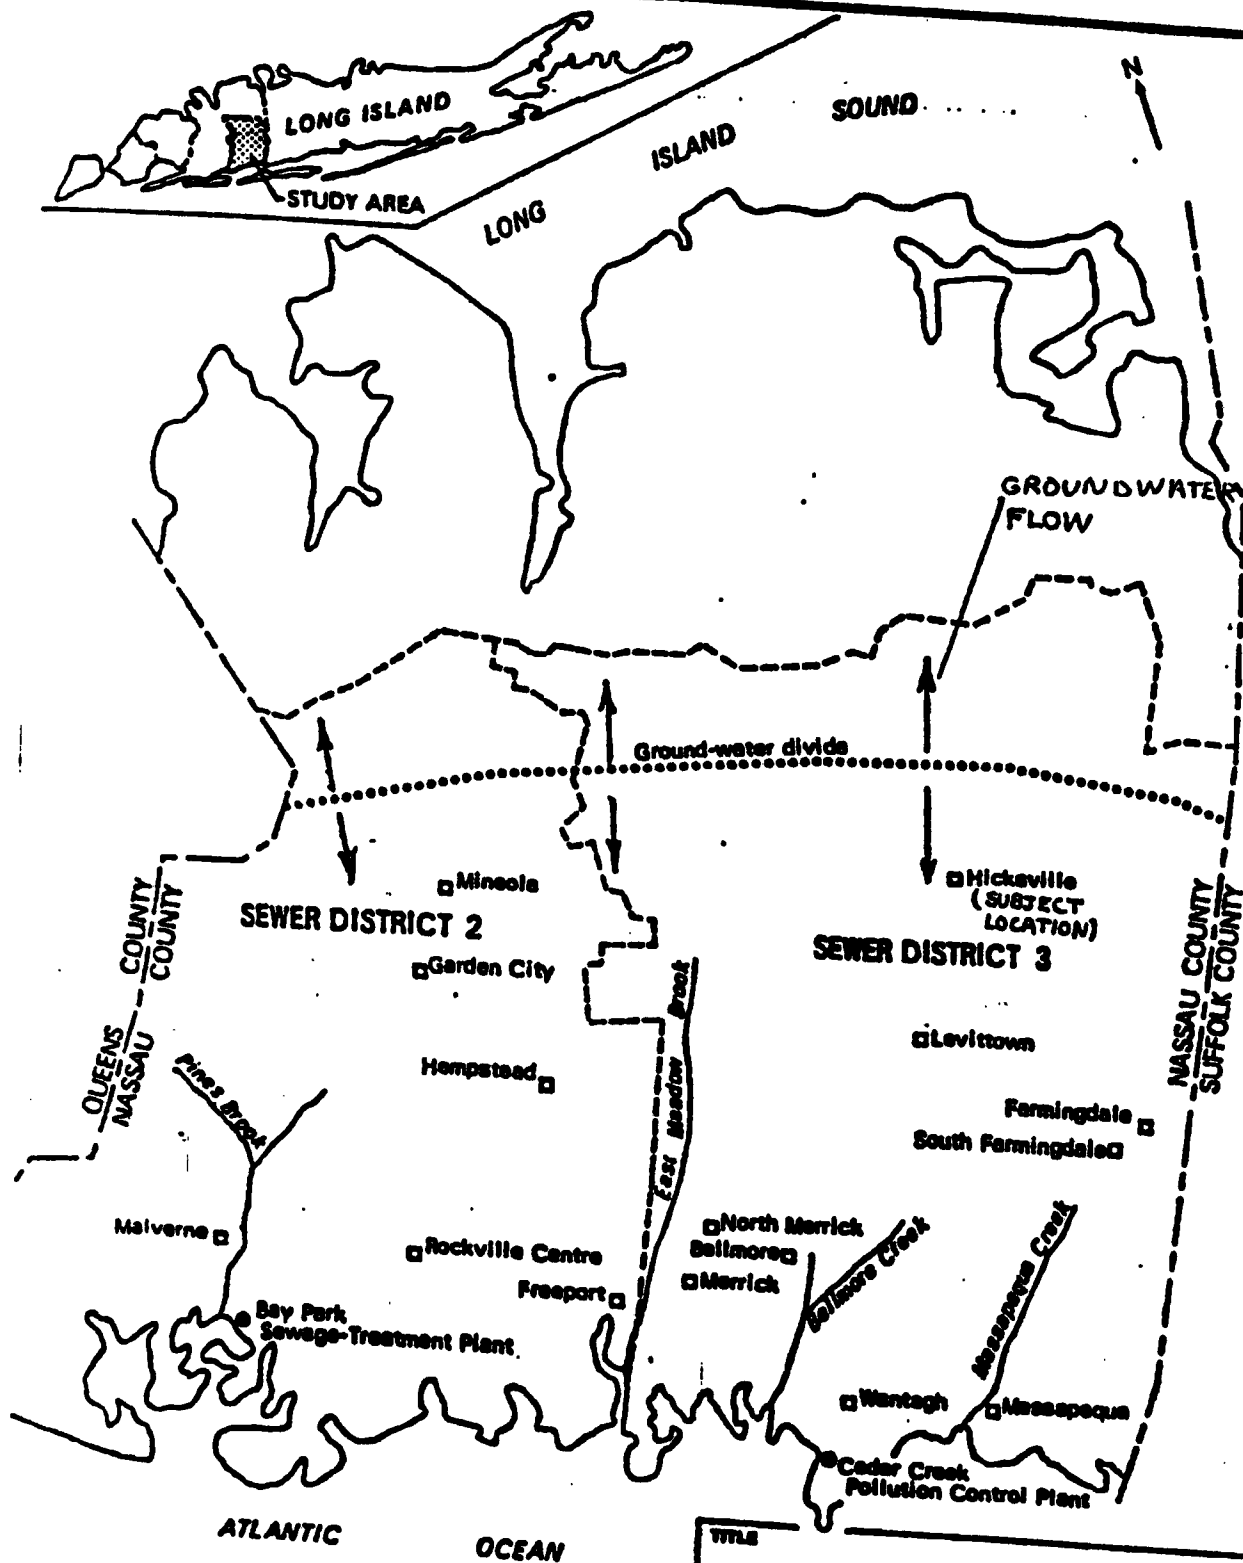 LONG ISLAND
STUDY AREA
LONG ISLAND SOUND
N
GROUNDWATER
FLOW
Ground-water divide
Mineola
Hicksville
(SUBJECT
LOCATION)
SEWER DISTRICT 2
SEWER DISTRICT 3
Garden City
QUEENS COUNTY
NASSAU COUNTY
NASSAU COUNTY
SUFFOLK COUNTY
Levittown
Hempstead
Pines Brook
East Meadow Brook
Farmingdale
South Farmingdale
Malverne
Rockville Centre
Freeport
North Merrick
Bellmore
Merrick
Bellmore Creek
Massapequa Creek
Bay Park
Sewage-Treatment Plant
Wantagh
Massapequa
Cedar Creek
Pollution Control Plant
ATLANTIC OCEAN
TITLE